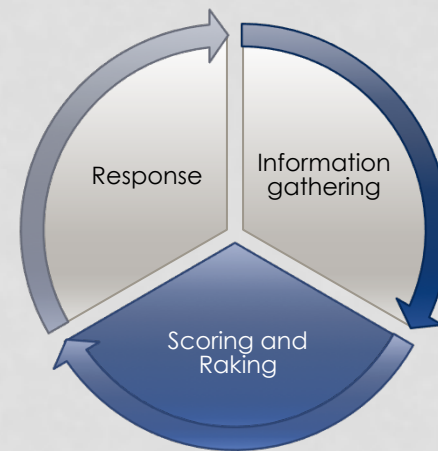 Response
Information
gathering
Scoring and
Raking